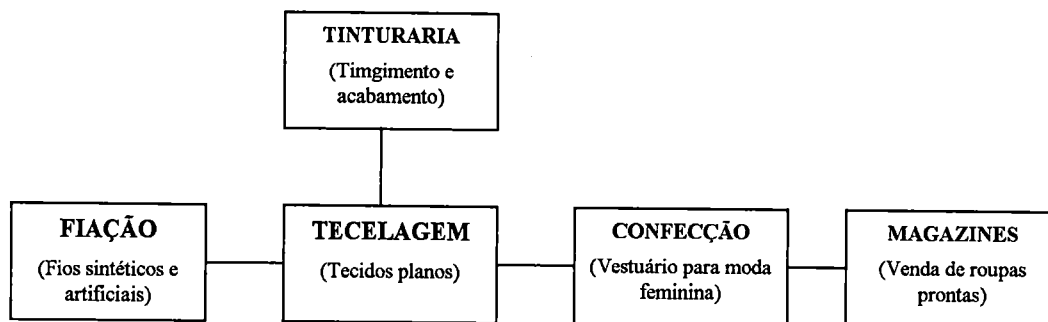 TINTURARIA
(Timgimento e
acabamento)
FIAÇÃO
(Fios sintéticos e
artificiais)
TECELAGEM
(Tecidos planos)
CONFECÇÃO
(Vestuário para moda
feminina)
MAGAZINES
(Venda de roupas
prontas)